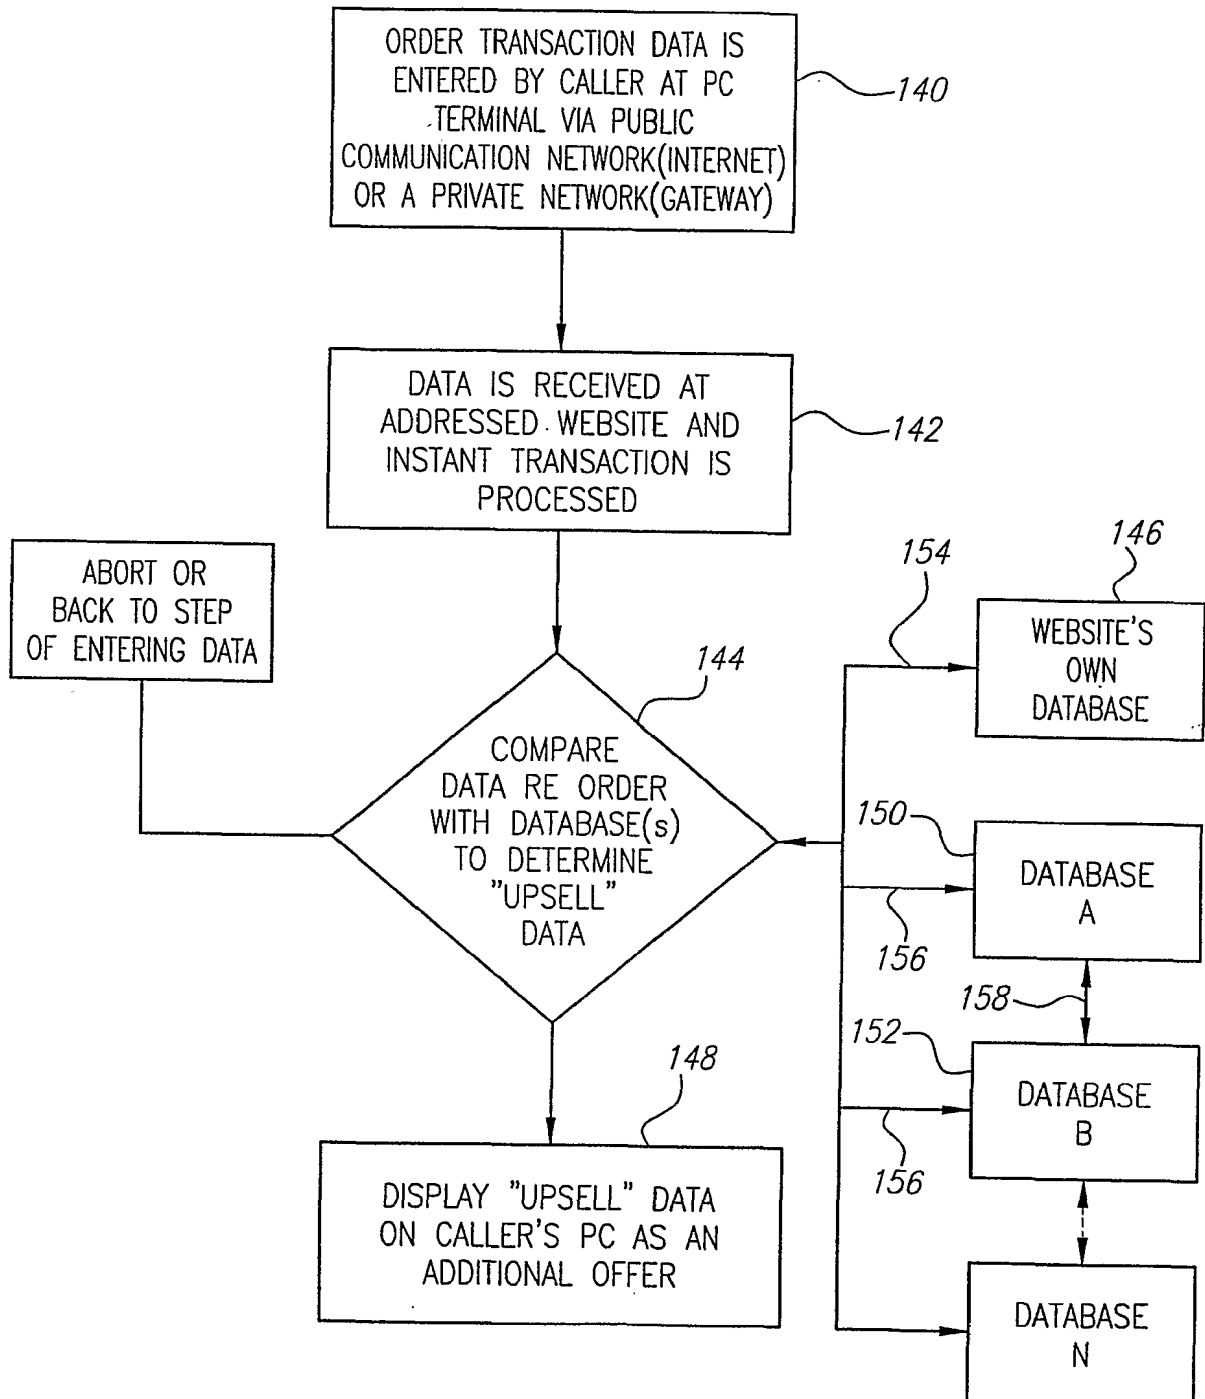 ORDER TRANSACTION DATA IS
ENTERED BY CALLER AT PC
TERMINAL VIA PUBLIC
COMMUNICATION NETWORK(INTERNET)
OR A PRIVATE NETWORK(GATEWAY)
140
DATA IS RECEIVED AT
ADDRESSED WEBSITE AND
INSTANT TRANSACTION IS
PROCESSED
142
ABORT OR
BACK TO STEP
OF ENTERING DATA
144
COMPARE
DATA RE ORDER
WITH DATABASE(s)
TO DETERMINE
"UPSELL"
DATA
154
146
WEBSITE'S
OWN
DATABASE
150
DATABASE
A
156
158
152
DATABASE
B
156
148
DISPLAY "UPSELL" DATA
ON CALLER'S PC AS AN
ADDITIONAL OFFER
DATABASE
N